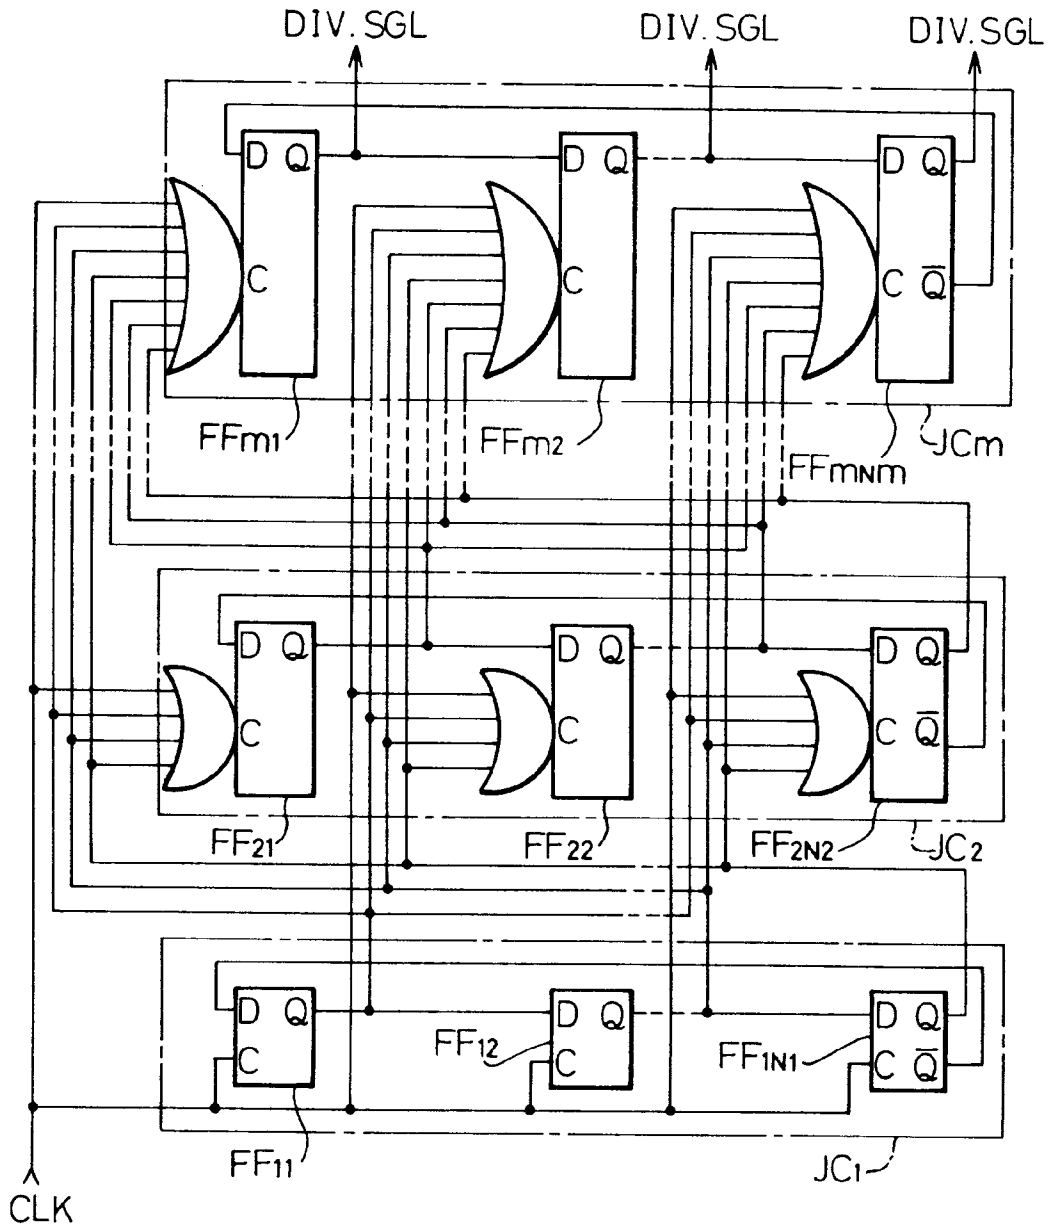 DIV. SGL DIV. SGL DIV. SGL
D Q D Q D Q
C C C Q̅
FFm1 FFm2 FFmNm JCm
D Q D Q D Q
C C C Q̅
FF21 FF22 FF2N2 JC2
D Q D Q D Q
C C C Q̅
FF12 FF1N1
FF11 JC1
CLK